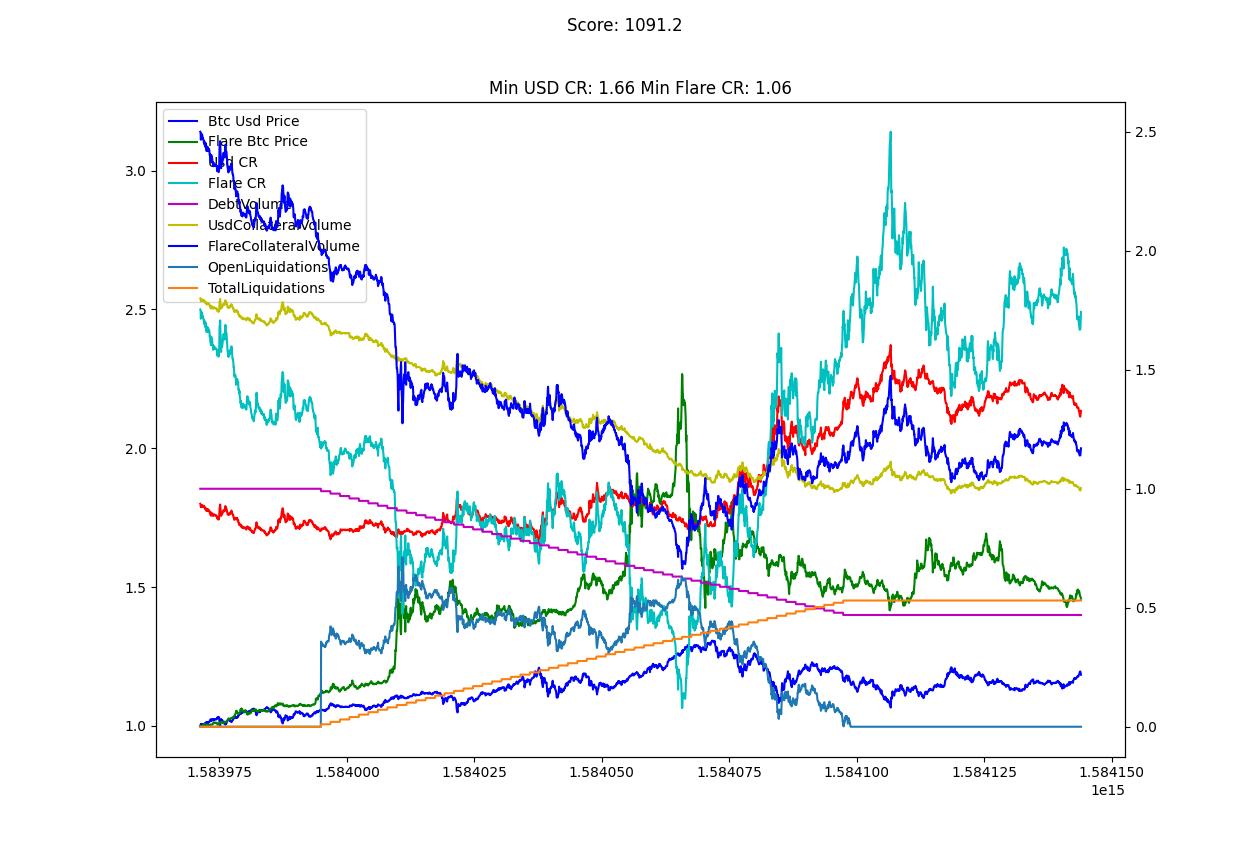 Score: 1091.2
Min USD CR: 1.66 Min Flare CR: 1.06
Btc Usd Price
Flare Btc Price
Usd CR
Flare CR
DebtVolume
UsdCollateralVolume
FlareCollateralVolume
OpenLiquidations
TotalLiquidations
3.0
2.5
2.0
1.5
1.0
2.5
2.0
1.5
1.0
0.5
0.0
1.583975 1.584000 1.584025 1.584050 1.584075 1.584100 1.584125 1.584150
1e15